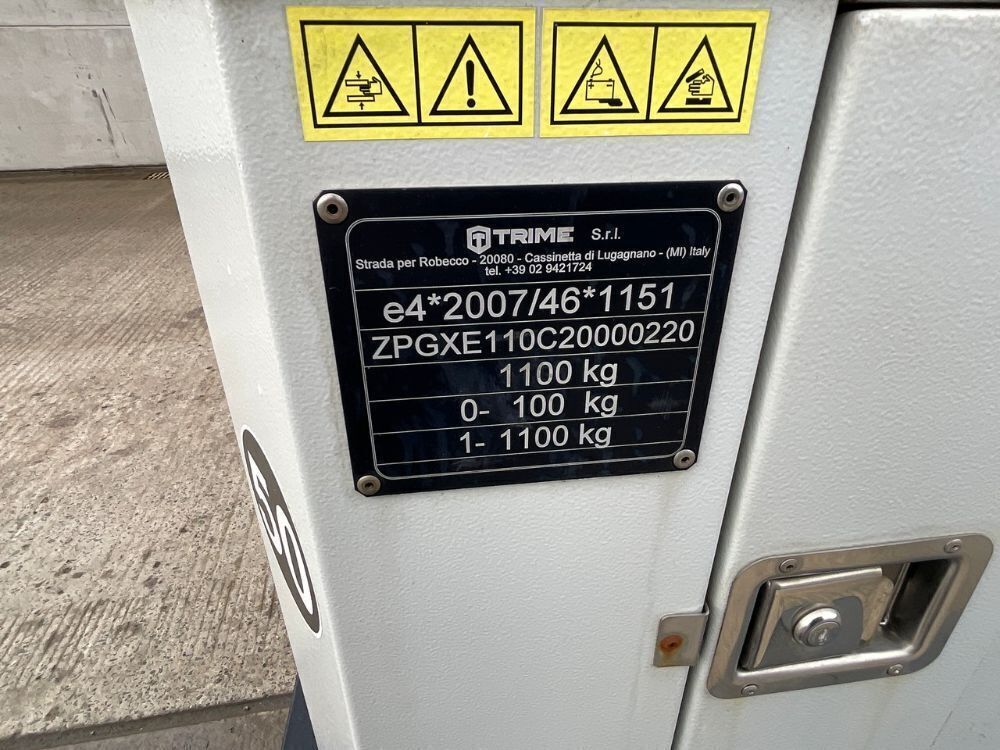 TRIME S.r.l.
Strada per Robecco - 20080 - Cassinetta di Lugagnano - (MI) Italy
tel. +39 02 9421724
e4*2007/46*1151
ZPGXE110C20000220
1100 kg
0- 100 kg
1- 1100 kg
50